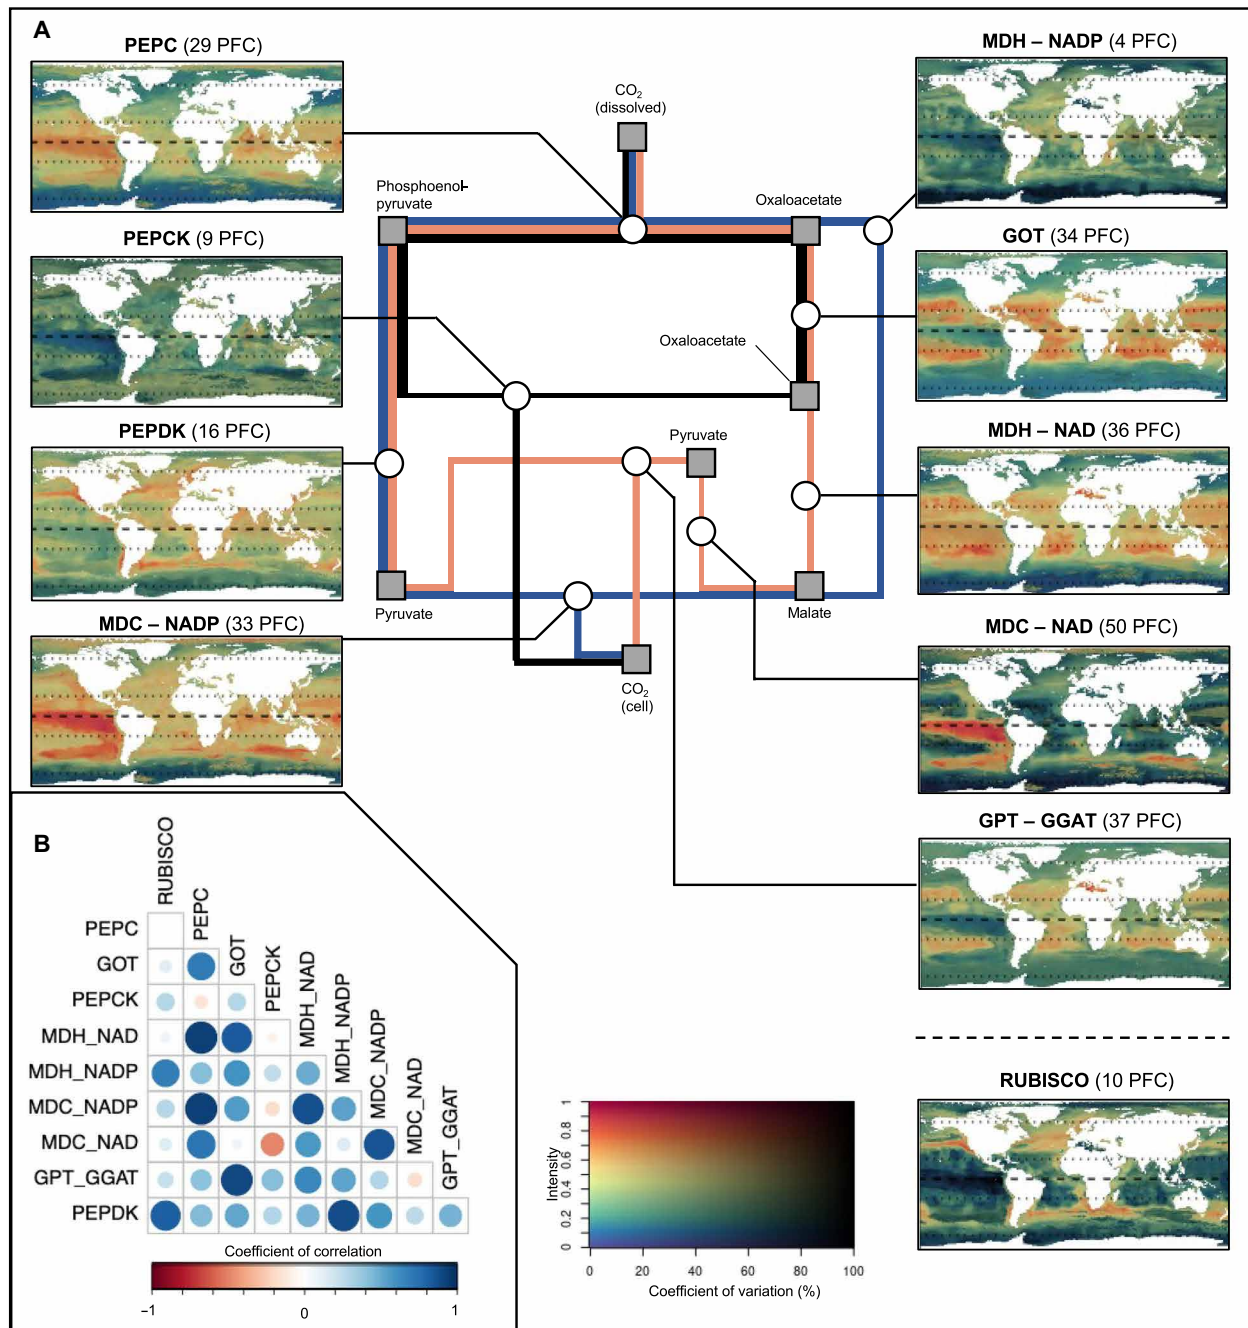 A
PEPC (29 PFC)
PEPCK (9 PFC)
PEPDK (16 PFC)
MDC – NADP (33 PFC)
CO2
(dissolved)
Phosphoenol-
pyruvate
Oxaloacetate
Oxaloacetate
Pyruvate
Pyruvate
Malate
CO2
(cell)
MDH – NADP (4 PFC)
GOT (34 PFC)
MDH – NAD (36 PFC)
MDC – NAD (50 PFC)
GPT – GGAT (37 PFC)
RUBISCO (10 PFC)
B
RUBISCO
PEPC
GOT
PEPCK
MDH_NAD
MDH_NADP
MDC_NADP
MDC_NAD
GPT_GGAT
PEPC
GOT
PEPCK
MDH_NAD
MDH_NADP
MDC_NADP
MDC_NAD
GPT_GGAT
PEPDK
Coefficient of correlation
−1 0 1
Intensity
0 0.2 0.4 0.6 0.8 1
0 20 40 60 80 100
Coefficient of variation (%)